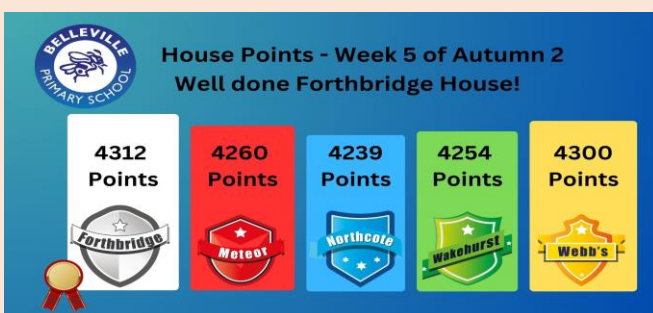 BELLEVILLE
PRIMARY SCHOOL
House Points - Week 5 of Autumn 2
Well done Forthbridge House!
4312
Points
Forthbridge
4260
Points
Meteor
4239
Points
Northcote
4254
Points
Wakehurst
4300
Points
Webb's